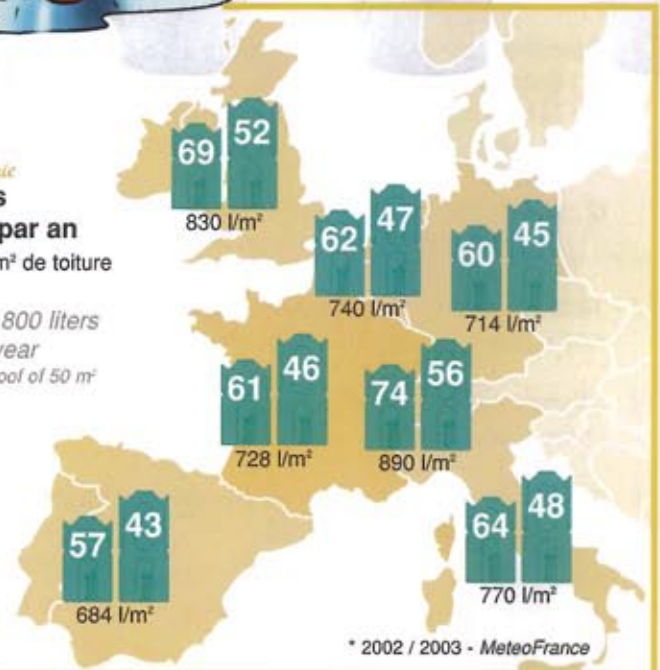 s
par an
m² de toiture
800 liters
year
oof of 50 m²
69 52
830 l/m²
62 47
740 l/m²
60 45
714 l/m²
61 46
728 l/m²
74 56
890 l/m²
57 43
684 l/m²
64 48
770 l/m²
* 2002 / 2003 - MeteoFrance